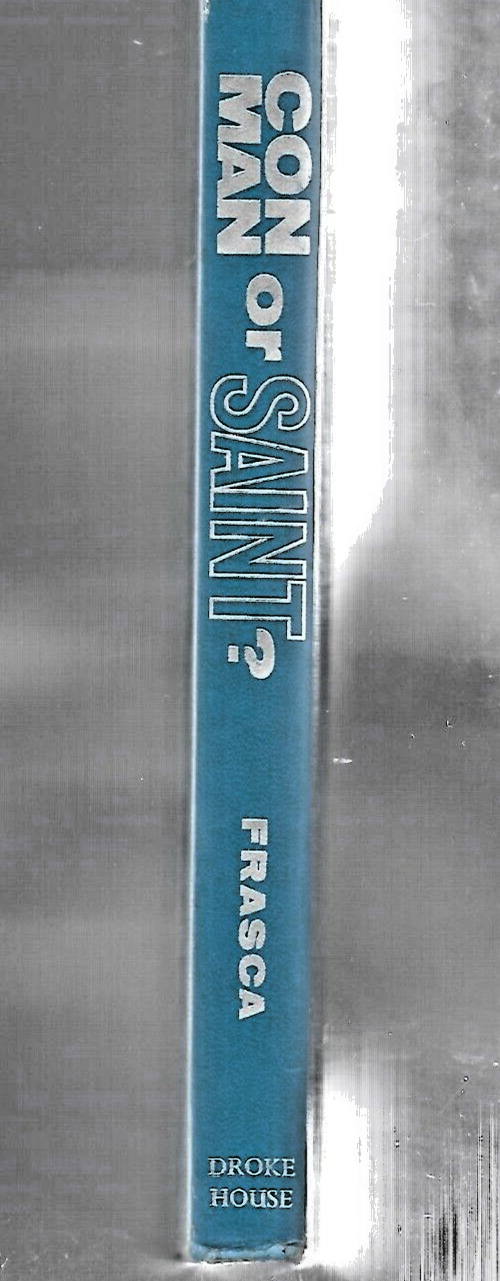 CON
MAN
or
SAINT?
FRASCA
DROKE
HOUSE